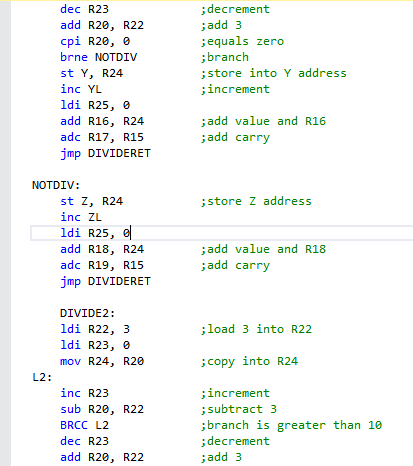 dec R23 ;decrement
add R20, R22 ;add 3
cpi R20, 0 ;equals zero
brne NOTDIV ;branch
st Y, R24 ;store into Y address
inc YL ;increment
ldi R25, 0
add R16, R24 ;add value and R16
adc R17, R15 ;add carry
jmp DIVIDERET
NOTDIV:
st Z, R24 ;store Z address
inc ZL
ldi R25, 0
add R18, R24 ;add value and R18
adc R19, R15 ;add carry
jmp DIVIDERET
DIVIDE2:
ldi R22, 3 ;load 3 into R22
ldi R23, 0
mov R24, R20 ;copy into R24
L2:
inc R23 ;increment
sub R20, R22 ;subtract 3
BRCC L2 ;branch is greater than 10
dec R23 ;decrement
add R20, R22 ;add 3